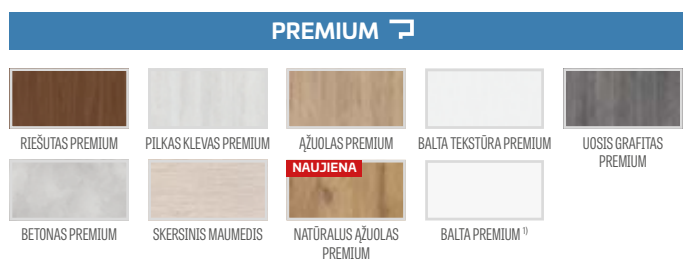 PREMIUM
RIEŠUTAS PREMIUM
PILKAS KLEVAS PREMIUM
ĄŽUOLAS PREMIUM
BALTA TEKSTŪRA PREMIUM
UOSIS GRAFITAS
PREMIUM
BETONAS PREMIUM
SKERSINIS MAUMEDIS
NAUJIENA
NATŪRALUS ĄŽUOLAS
PREMIUM
BALTA PREMIUM ¹⁾